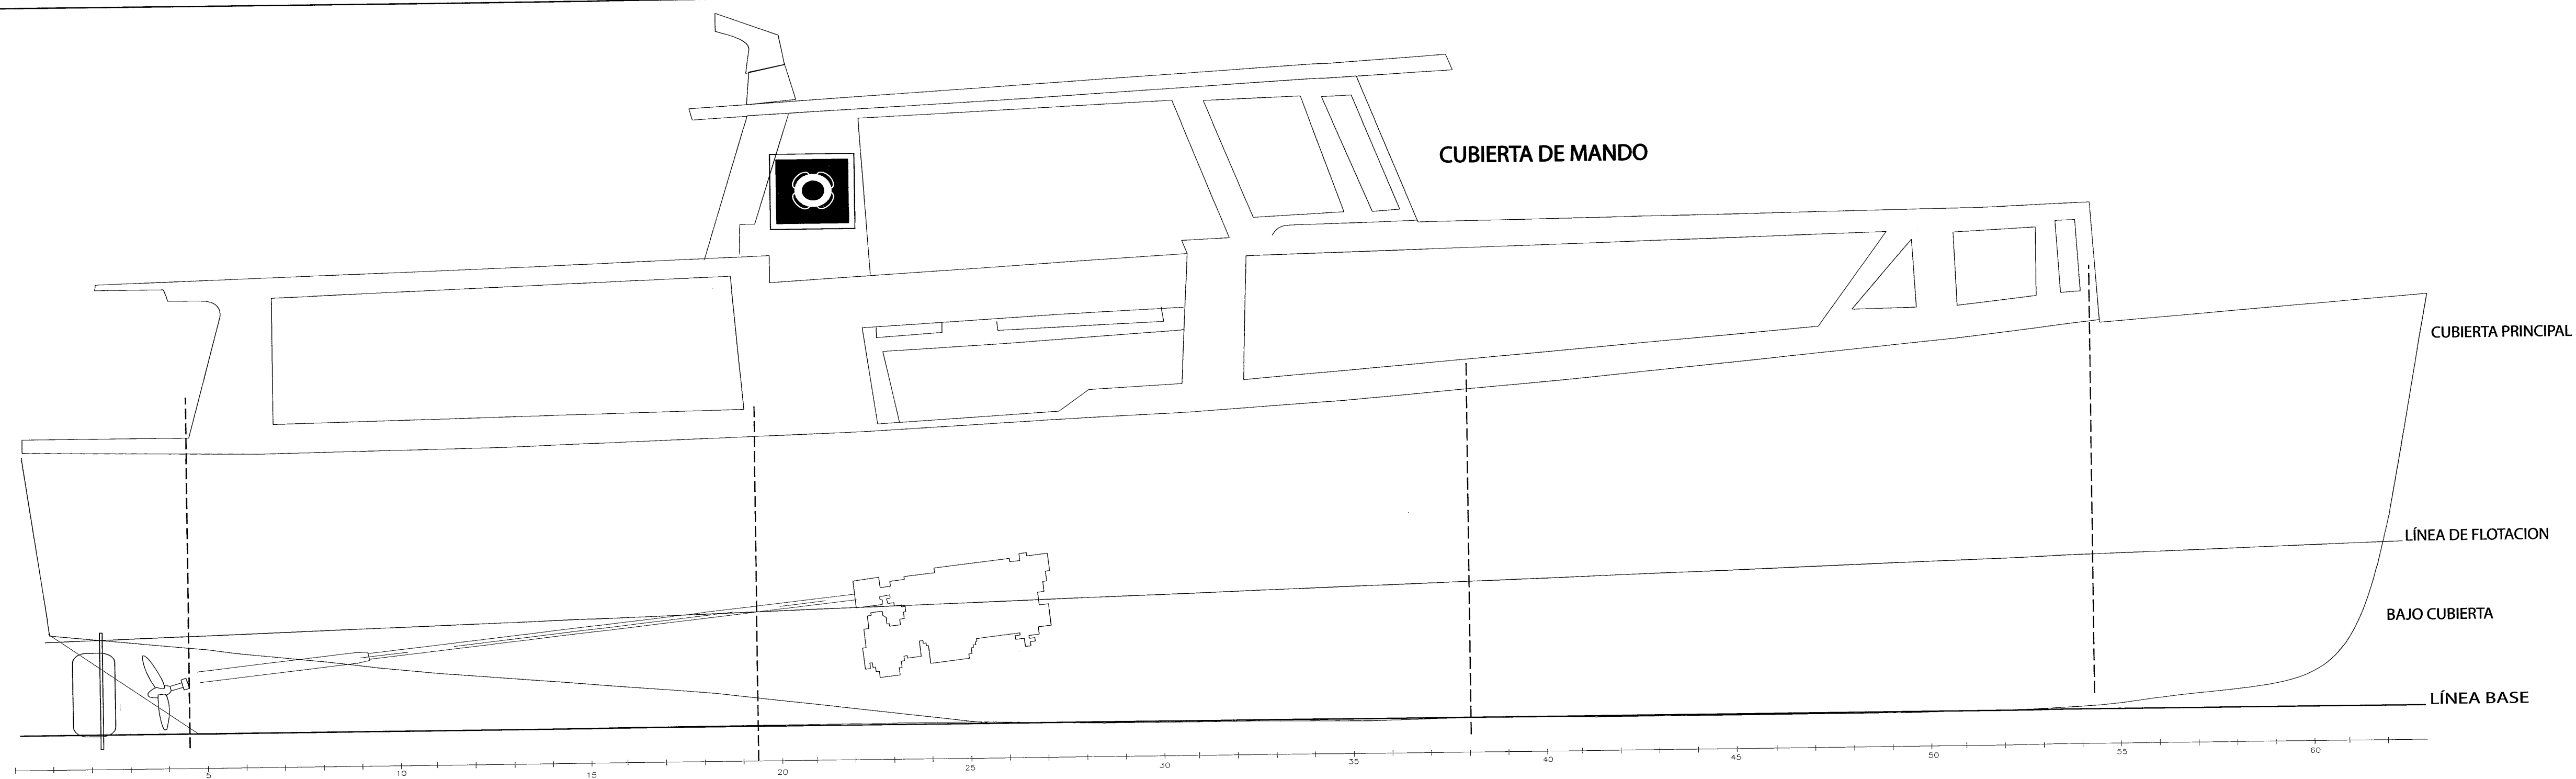 CUBIERTA DE MANDO
CUBIERTA PRINCIPAL
LÍNEA DE FLOTACION
BAJO CUBIERTA
LÍNEA BASE
5 10 15 20 25 30 35 40 45 50 55 60